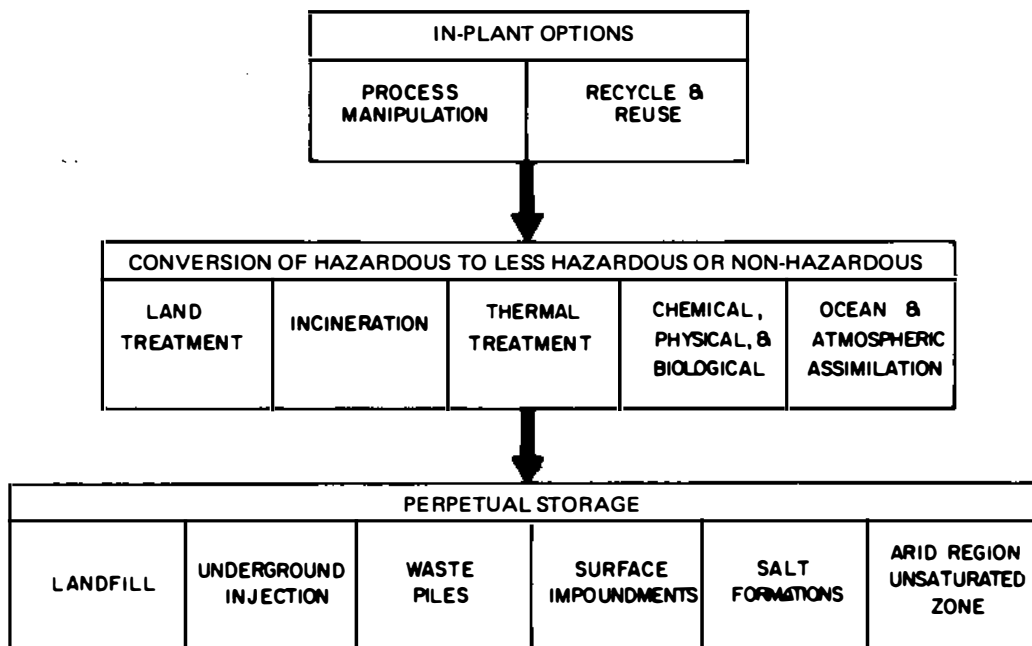 IN-PLANT OPTIONS
PROCESS
MANIPULATION
RECYCLE &
REUSE
CONVERSION OF HAZARDOUS TO LESS HAZARDOUS OR NON-HAZARDOUS
LAND
TREATMENT
INCINERATION
THERMAL
TREATMENT
CHEMICAL,
PHYSICAL, &
BIOLOGICAL
OCEAN &
ATMOSPHERIC
ASSIMILATION
PERPETUAL STORAGE
LANDFILL
UNDERGROUND
INJECTION
WASTE
PILES
SURFACE
IMPOUNDMENTS
SALT
FORMATIONS
ARID REGION
UNSATURATED
ZONE